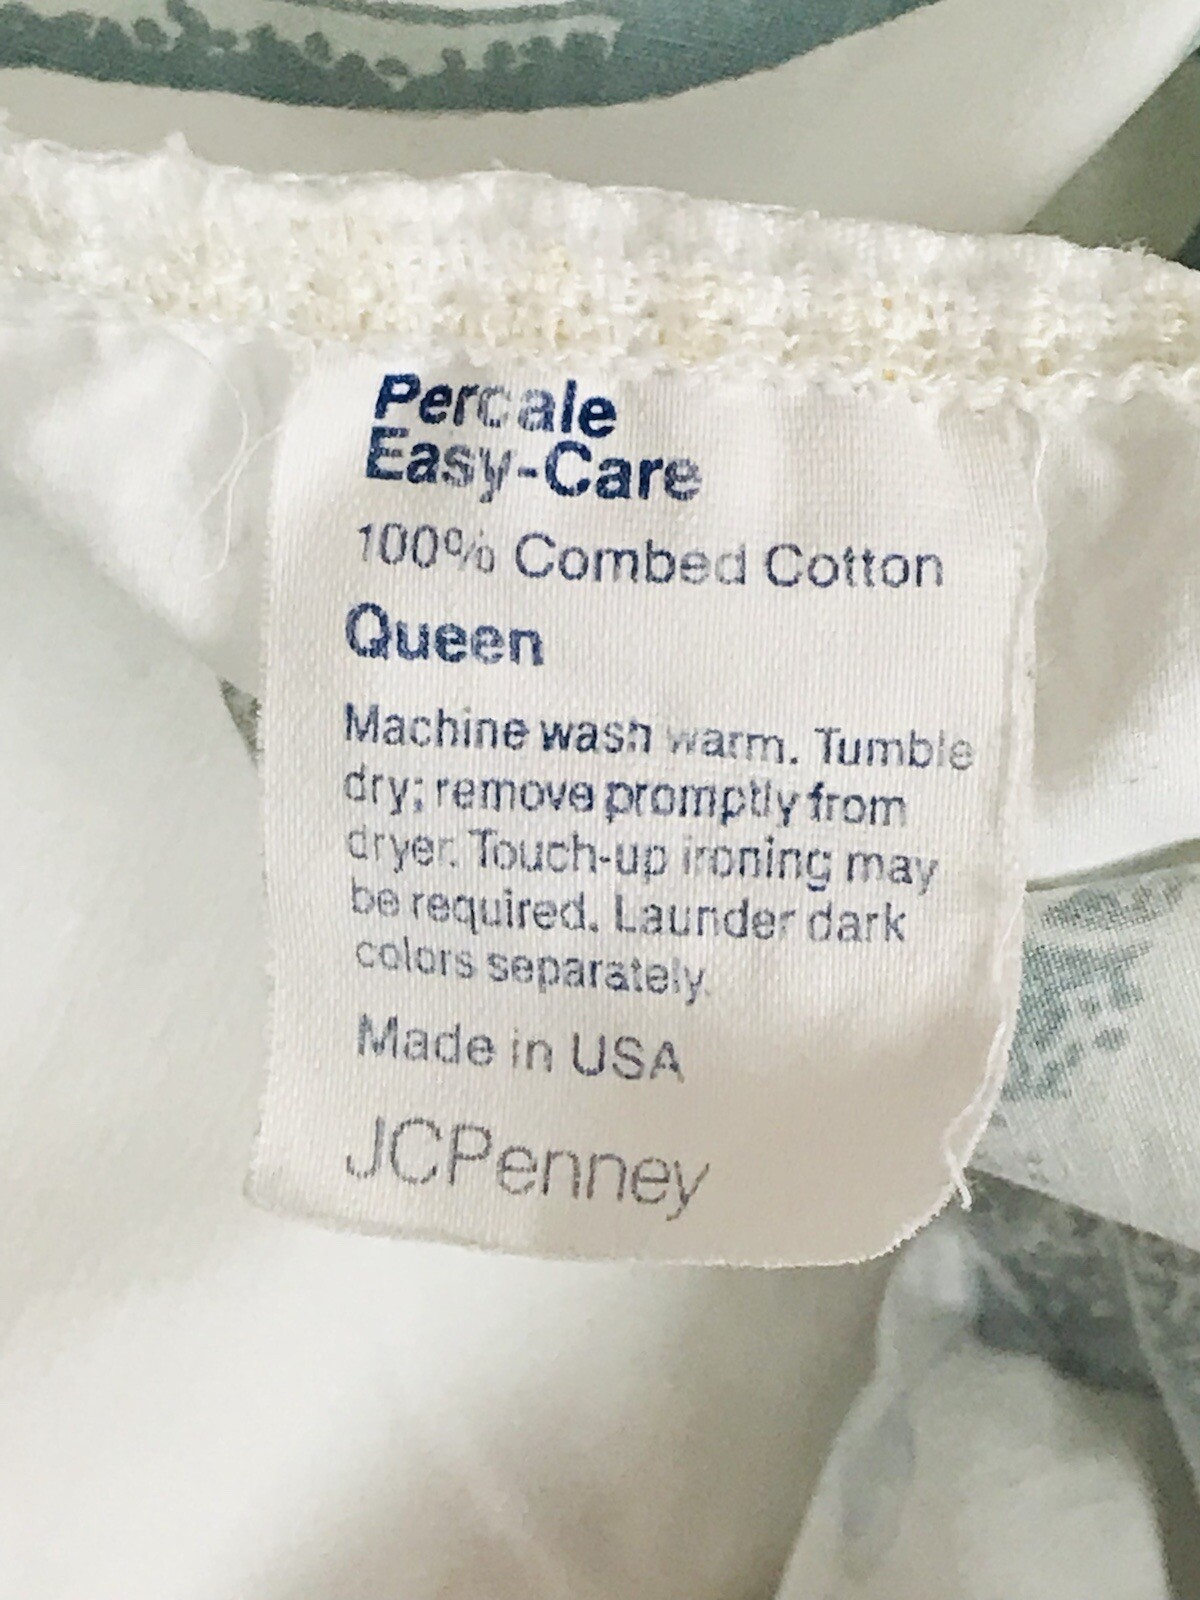 Percale
Easy-Care
100% Combed Cotton
Queen
Machine wash warm. Tumble
dry; remove promptly from
dryer. Touch-up ironing may
be required. Launder dark
colors separately.
Made in USA
JCPenney